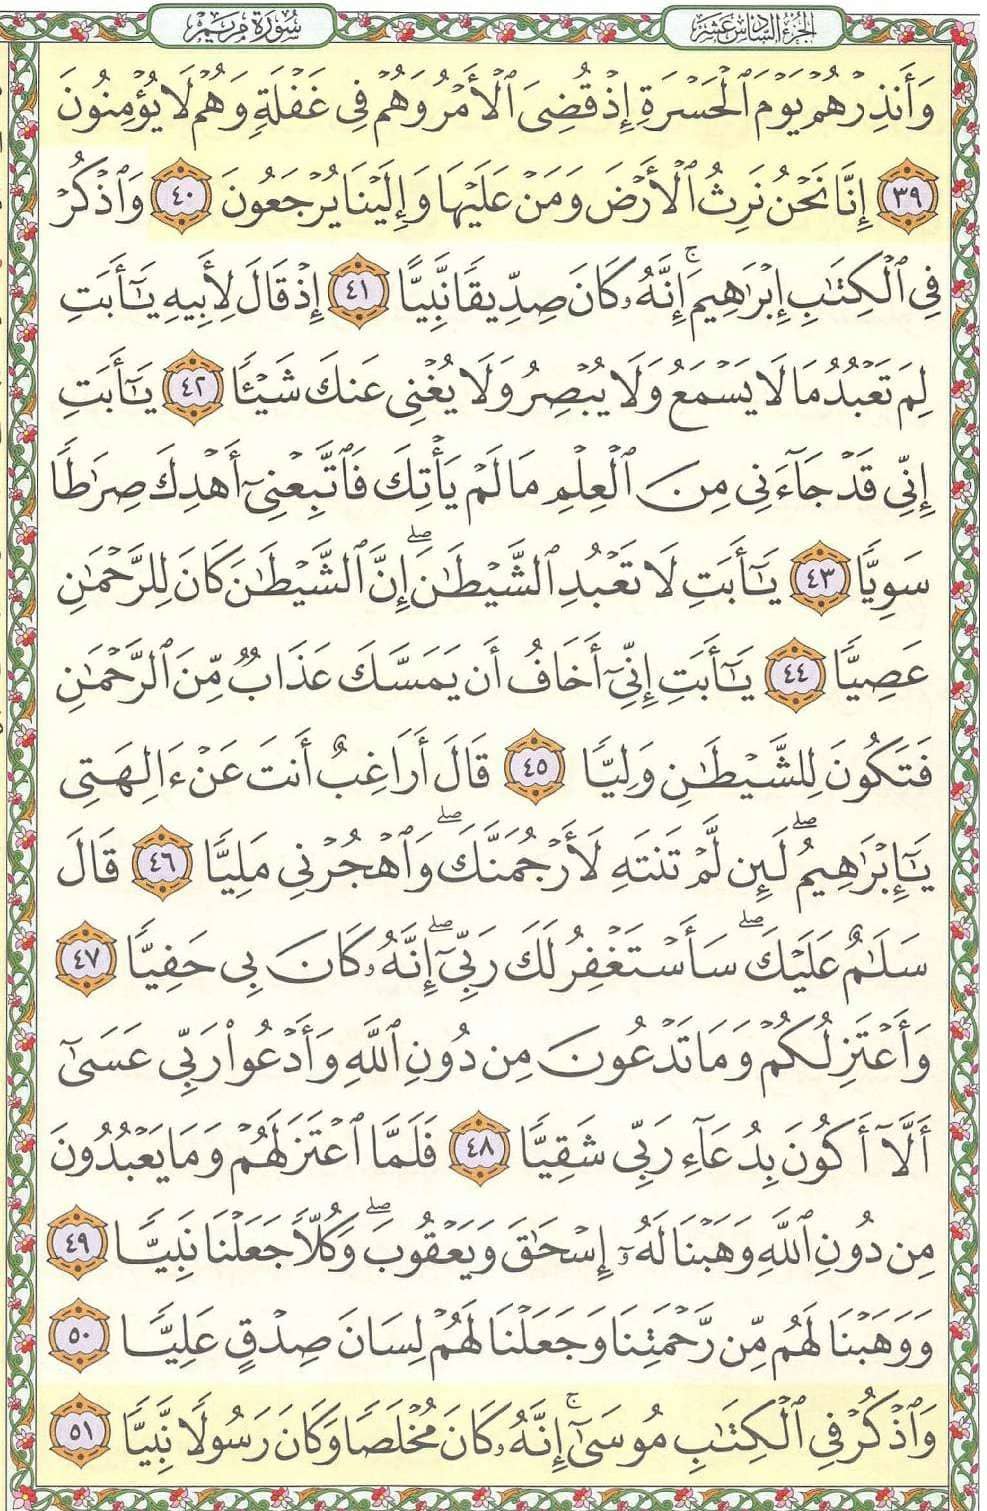 الجزء السادس عشر
سورة مريم
وَأَنذِرْهُمْ يَوْمَ ٱلْحَسْرَةِ إِذْ قُضِىَ ٱلْأَمْرُ وَهُمْ فِى غَفْلَةٍ وَهُمْ لَا يُؤْمِنُونَ
٣٩ إِنَّا نَحْنُ نَرِثُ ٱلْأَرْضَ وَمَنْ عَلَيْهَا وَإِلَيْنَا يُرْجَعُونَ ٤٠ وَٱذْكُرْ
فِى ٱلْكِتَٰبِ إِبْرَٰهِيمَ ۚ إِنَّهُۥ كَانَ صِدِّيقًا نَّبِيًّا ٤١ إِذْ قَالَ لِأَبِيهِ يَٰٓأَبَتِ
لِمَ تَعْبُدُ مَا لَا يَسْمَعُ وَلَا يُبْصِرُ وَلَا يُغْنِى عَنكَ شَيْـًٔا ٤٢ يَٰٓأَبَتِ
إِنِّى قَدْ جَآءَنِى مِنَ ٱلْعِلْمِ مَا لَمْ يَأْتِكَ فَٱتَّبِعْنِىٓ أَهْدِكَ صِرَٰطًا
سَوِيًّا ٤٣ يَٰٓأَبَتِ لَا تَعْبُدِ ٱلشَّيْطَٰنَ ۖ إِنَّ ٱلشَّيْطَٰنَ كَانَ لِلرَّحْمَٰنِ
عَصِيًّا ٤٤ يَٰٓأَبَتِ إِنِّىٓ أَخَافُ أَن يَمَسَّكَ عَذَابٌ مِّنَ ٱلرَّحْمَٰنِ
فَتَكُونَ لِلشَّيْطَٰنِ وَلِيًّا ٤٥ قَالَ أَرَاغِبٌ أَنتَ عَنْ ءَالِهَتِى
يَٰٓإِبْرَٰهِيمُ ۖ لَئِن لَّمْ تَنتَهِ لَأَرْجُمَنَّكَ ۖ وَٱهْجُرْنِى مَلِيًّا ٤٦ قَالَ
سَلَٰمٌ عَلَيْكَ ۖ سَأَسْتَغْفِرُ لَكَ رَبِّىٓ ۖ إِنَّهُۥ كَانَ بِى حَفِيًّا ٤٧
وَأَعْتَزِلُكُمْ وَمَا تَدْعُونَ مِن دُونِ ٱللَّهِ وَأَدْعُوا۟ رَبِّى عَسَىٰٓ
أَلَّآ أَكُونَ بِدُعَآءِ رَبِّى شَقِيًّا ٤٨ فَلَمَّا ٱعْتَزَلَهُمْ وَمَا يَعْبُدُونَ
مِن دُونِ ٱللَّهِ وَهَبْنَا لَهُۥٓ إِسْحَٰقَ وَيَعْقُوبَ ۖ وَكُلًّا جَعَلْنَا نَبِيًّا ٤٩
وَوَهَبْنَا لَهُم مِّن رَّحْمَتِنَا وَجَعَلْنَا لَهُمْ لِسَانَ صِدْقٍ عَلِيًّا ٥٠
وَٱذْكُرْ فِى ٱلْكِتَٰبِ مُوسَىٰٓ ۚ إِنَّهُۥ كَانَ مُخْلَصًا وَكَانَ رَسُولًا نَّبِيًّا ٥١